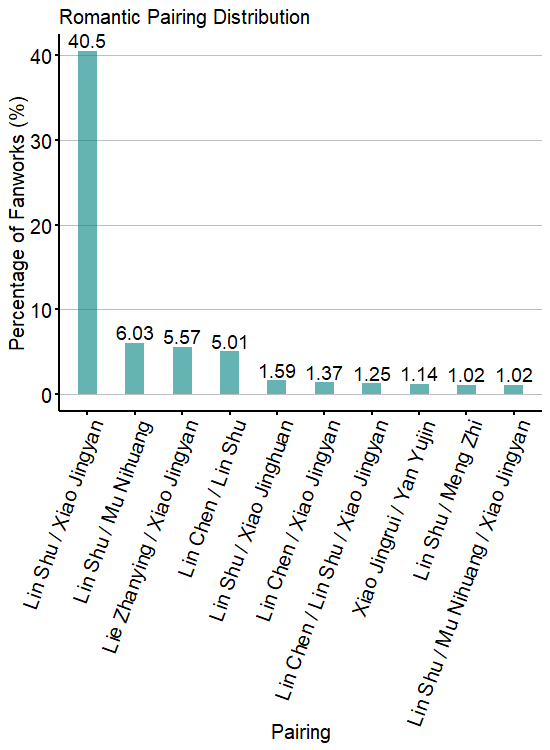 Romantic Pairing Distribution
Percentage of Fanworks (%)
40
30
20
10
0
40.5
6.03
5.57
5.01
1.59
1.37
1.25
1.14
1.02
1.02
Lin Shu / Xiao Jingyan
Lin Shu / Mu Nihuang
Lie Zhanying / Xiao Jingyan
Lin Chen / Lin Shu
Lin Shu / Xiao Jinghuan
Lin Chen / Xiao Jingyan
Lin Chen / Lin Shu / Xiao Jingyan
Xiao Jingrui / Yan Yujin
Lin Shu / Meng Zhi
Lin Shu / Mu Nihuang / Xiao Jingyan
Pairing